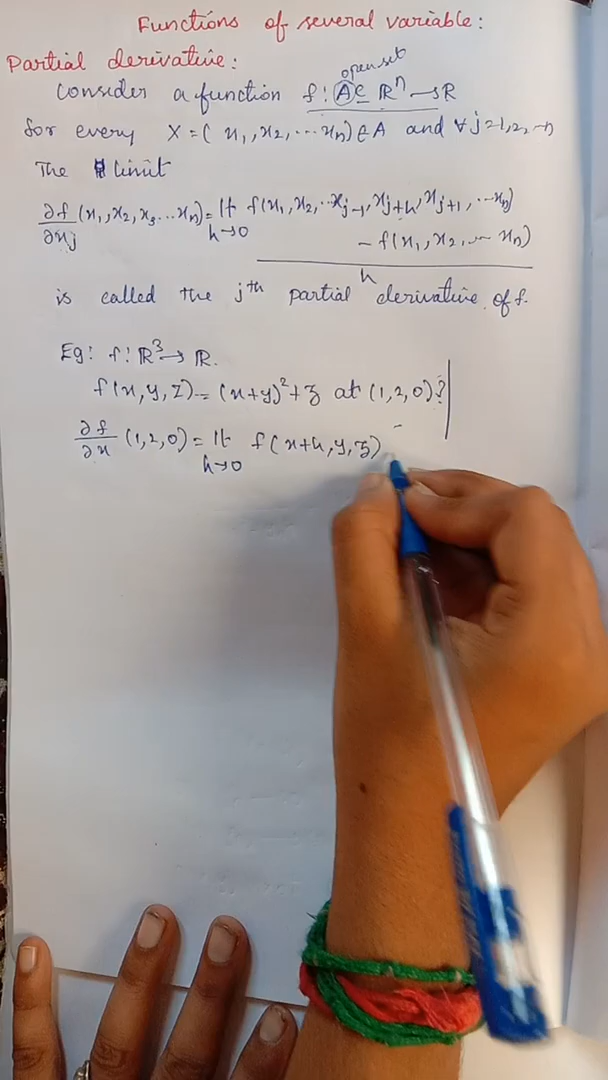 Functions of several variable:
Partial derivative:
open set
Consider a function f: A ⊆ ℝⁿ → ℝ
for every X = (x₁, x₂, ... xₙ) ∈ A and ∀ j = 1, 2, --n
The limit
∂f/∂xⱼ (x₁, x₂, x₃ ... xₙ) = lt h→0 f(x₁, x₂, ... xⱼ₋₁, xⱼ+h, xⱼ₊₁, ... xₙ)
- f(x₁, x₂, ... xₙ)
h
is called the jᵗʰ partial derivative of f.
Eg: f: ℝ³ → ℝ.
f(x, y, z) = (x+y)² + z at (1, 2, 0)?
∂f/∂x (1, 2, 0) = lt h→0 f(x+h, y, z)